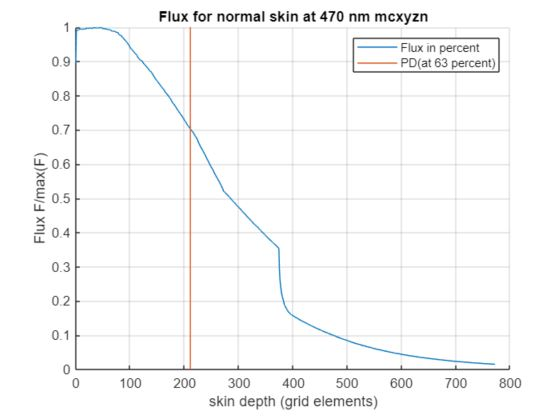 Flux for normal skin at 470 nm mcxyzn
Flux in percent
PD(at 63 percent)
Flux F/max(F)
1
0.9
0.8
0.7
0.6
0.5
0.4
0.3
0.2
0.1
0
0 100 200 300 400 500 600 700 800
skin depth (grid elements)